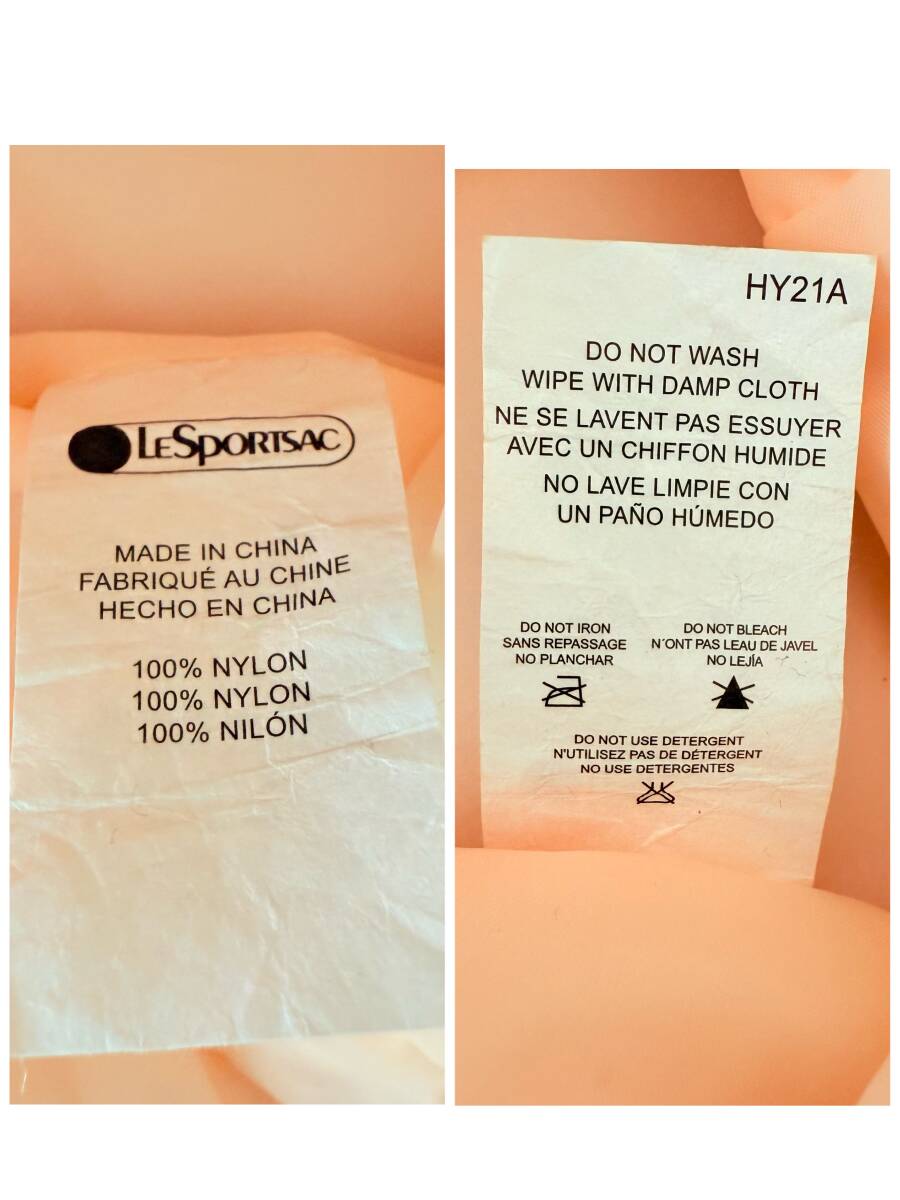 LESPORTSAC
MADE IN CHINA
FABRIQUÉ AU CHINE
HECHO EN CHINA
100% NYLON
100% NYLON
100% NILÓN
HY21A
DO NOT WASH
WIPE WITH DAMP CLOTH
NE SE LAVENT PAS ESSUYER
AVEC UN CHIFFON HUMIDE
NO LAVE LIMPIE CON
UN PAÑO HÚMEDO
DO NOT IRON
SANS REPASSAGE
NO PLANCHAR
DO NOT BLEACH
N´ONT PAS LEAU DE JAVEL
NO LEJÍA
DO NOT USE DETERGENT
N'UTILISEZ PAS DE DÉTERGENT
NO USE DETERGENTES